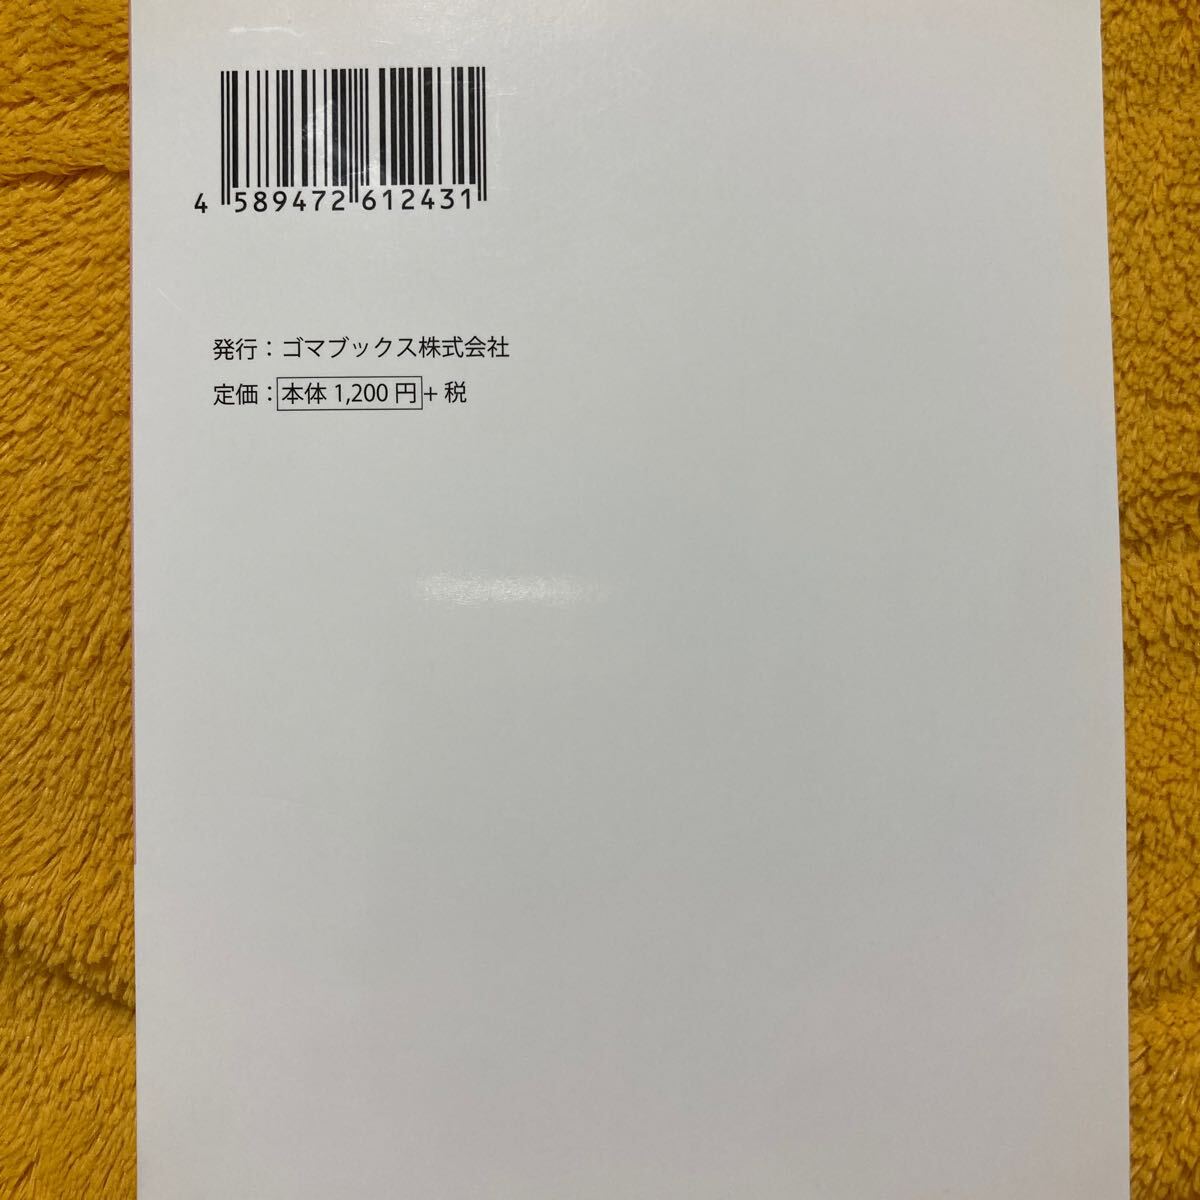 4 589472 612431
発行：ゴマブックス株式会社
定価：本体 1,200 円 + 税